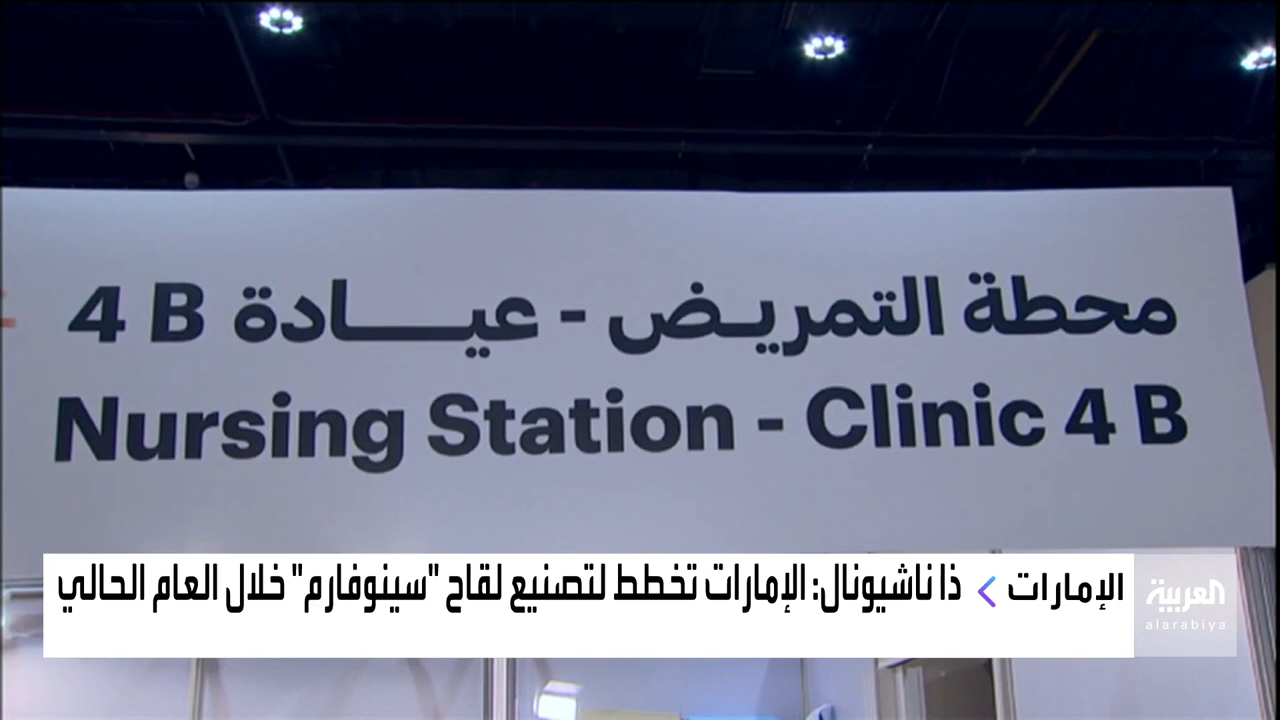 محطة التمريض - عيادة 4 B
Nursing Station - Clinic 4 B
الإمارات > ذا ناشيونال: الإمارات تخطط لتصنيع لقاح "سينوفارم" خلال العام الحالي
العربية
alarabiya